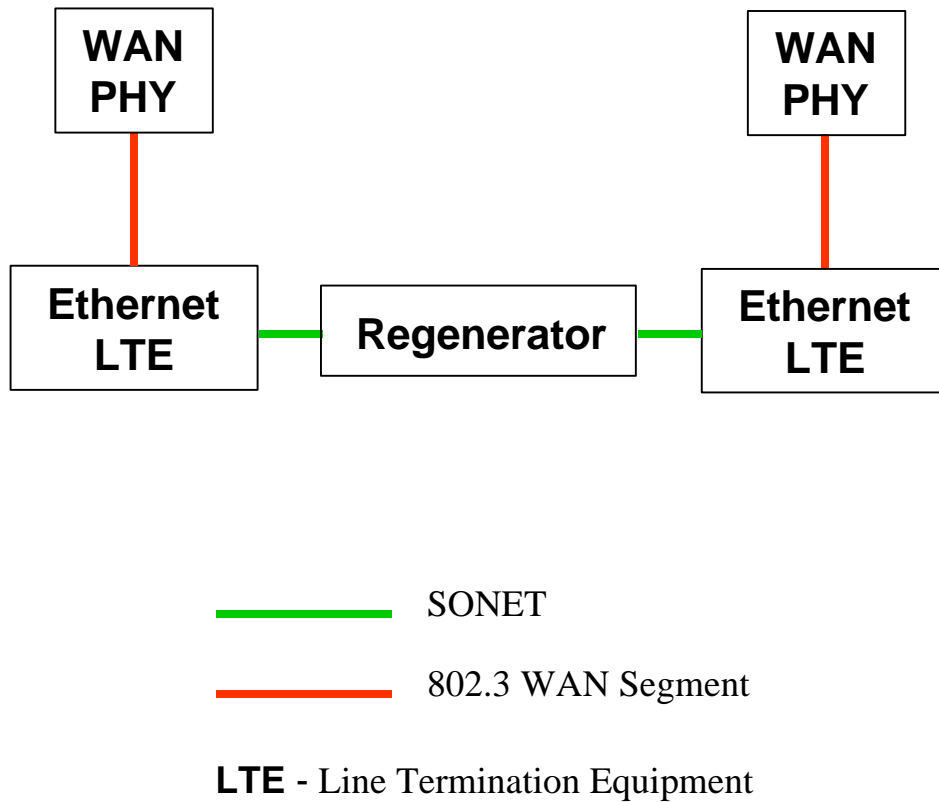 WAN
PHY
WAN
PHY
Ethernet
LTE
Regenerator
Ethernet
LTE
SONET
802.3 WAN Segment
LTE - Line Termination Equipment